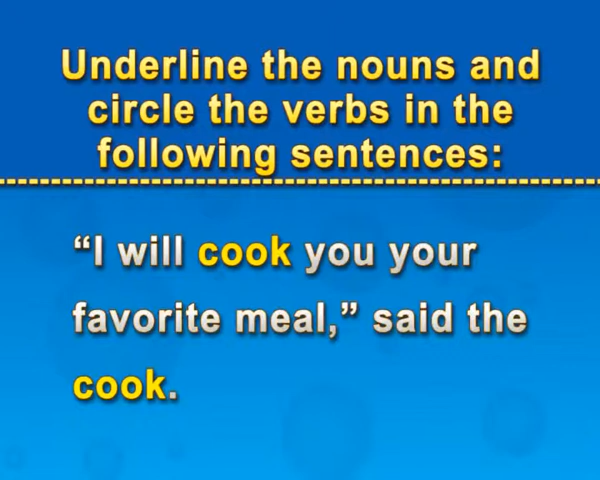 Underline the nouns and
circle the verbs in the
following sentences:
“I will cook you your
favorite meal,” said the
cook.